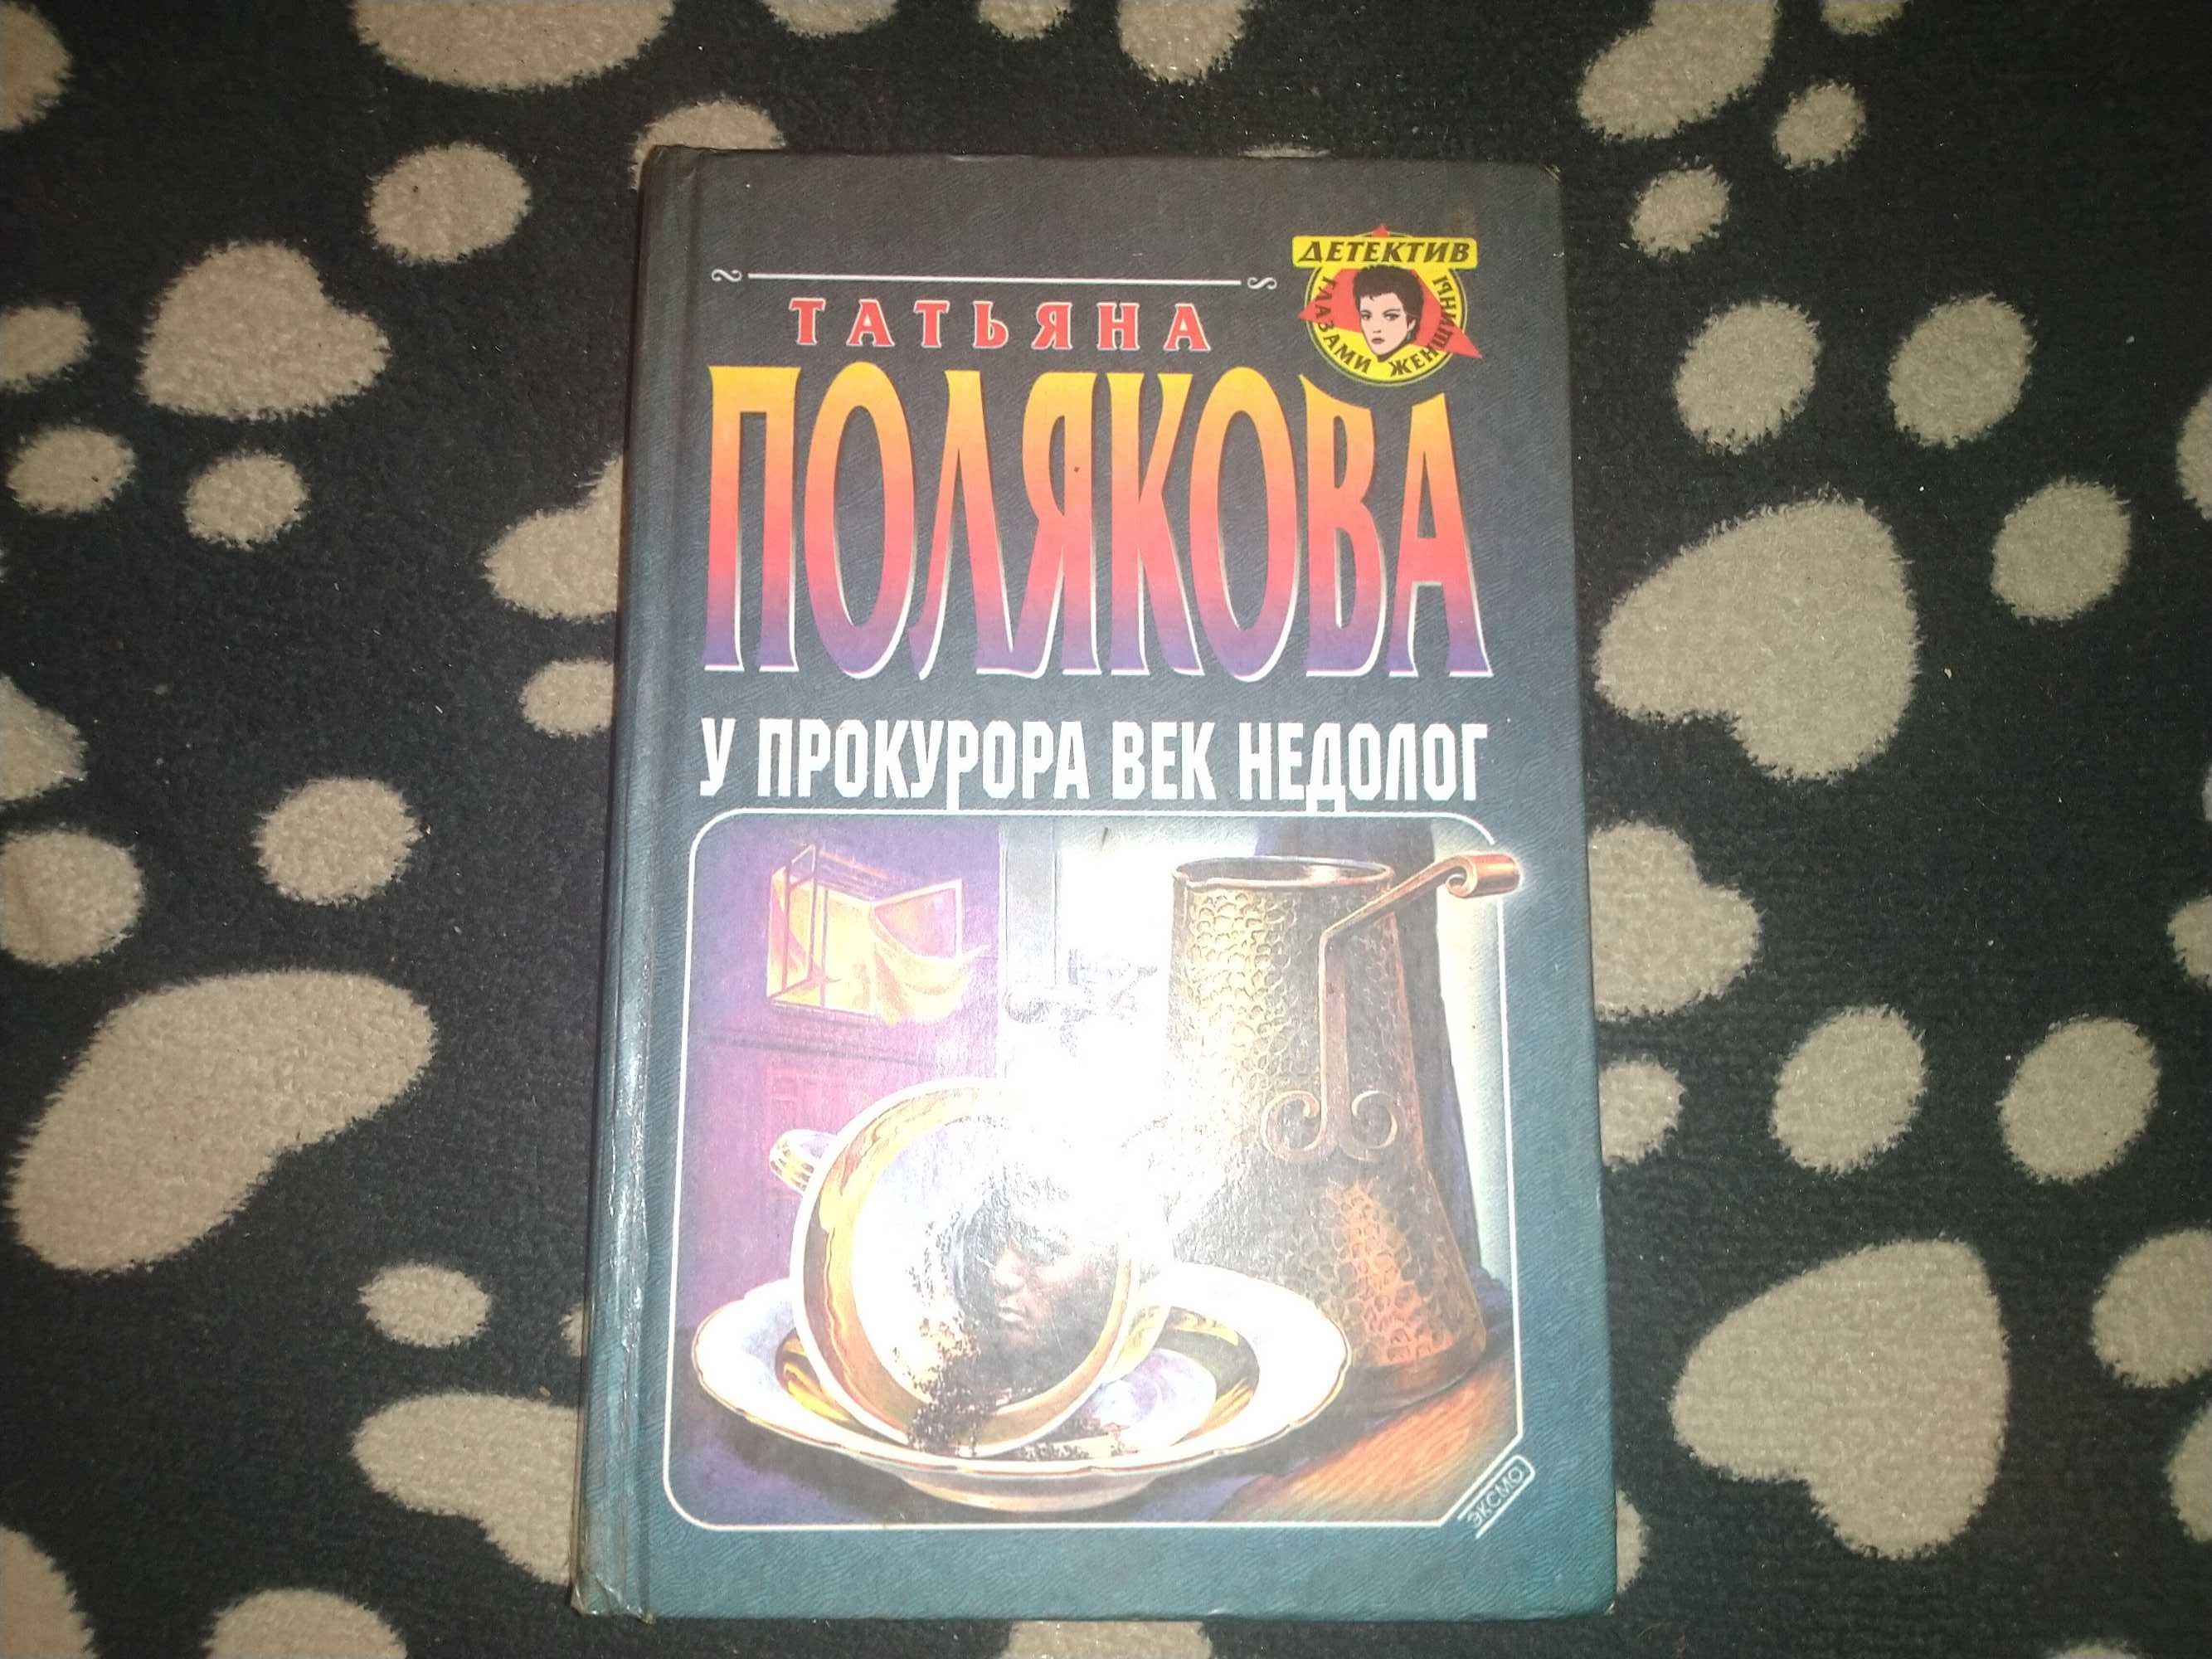 ДЕТЕКТИВ
ГЛАЗАМИ ЖЕНЩИНЫ
ТАТЬЯНА
ПОЛЯКОВА
У ПРОКУРОРА ВЕК НЕДОЛОГ
ЭКСМО